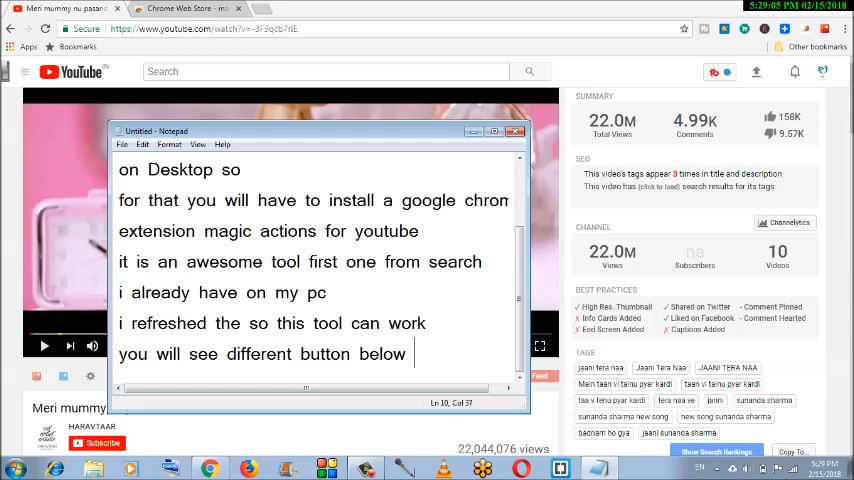 5:29:05 PM 02/15/2018
Meri mummy nu pasand
Chrome Web Store - ma
Secure
https://www.youtube.com/watch?v=-3F3qcb7rIE
Apps
Bookmarks
Other bookmarks
YouTube IN
Search
Untitled - Notepad
File Edit Format View Help
on Desktop so
for that you will have to install a google chrom
extension magic actions for youtube
it is an awesome tool first one from search
i already have on my pc
i refreshed the so this tool can work
you will see different button below
Ln 10, Col 37
SUMMARY
22.0M
Total Views
4.99K
Comments
158K
9.57K
SEO
This video's tags appear 3 times in title and description
This video has (click to load) search results for its tags
CHANNEL
Channelytics
22.0M
Views
na
Subscribers
10
Videos
BEST PRACTICES
✓ High Res. Thumbnail ✓ Shared on Twitter - Comment Pinned
✗ Info Cards Added ✓ Liked on Facebook - Comment Hearted
✗ End Screen Added ✗ Captions Added
TAGS
jaani tera naa Jaani Tera Naa JAANI TERA NAA
Main taan vi tainu pyar kardi taan vi tainu pyar kardi
taa v tenu pyar kardi tera naa ve janni sunanda sharma
sunanda sharma new song new song sunanda sharma
badnam ho gya jaani sunanda sharma
Show Search Rankings
Copy To...
Feed
Meri mummy
HARAVTAAR
Subscribe
22,044,076 views
EN
5:29 PM
2/15/2018